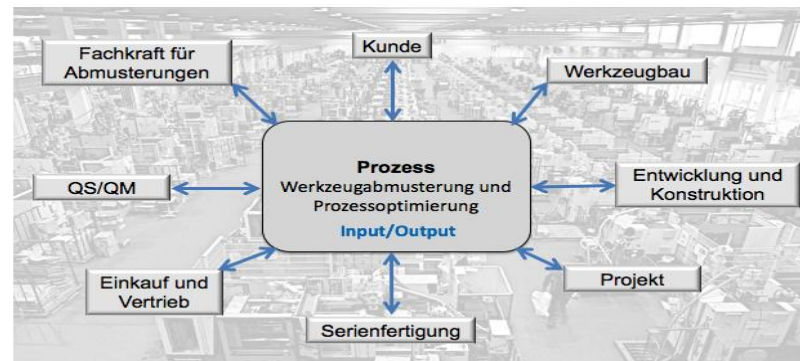 Kunde
Fachkraft für
Abmusterungen
Werkzeugbau
Prozess
Werkzeugabmusterung und
Prozessoptimierung
Input/Output
QS/QM
Entwicklung und
Konstruktion
Einkauf und
Vertrieb
Projekt
Serienfertigung